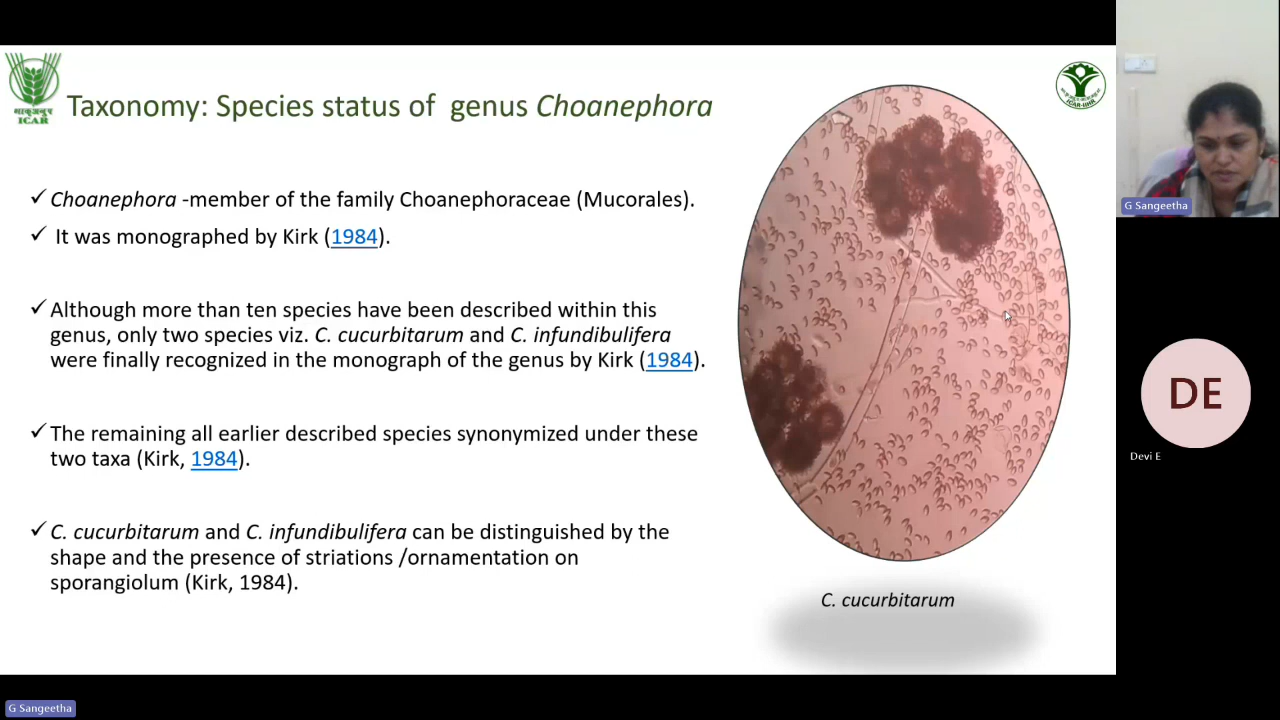 ICAR
Taxonomy: Species status of genus Choanephora
ICAR-IIHR
G Sangeetha
✓ Choanephora -member of the family Choanephoraceae (Mucorales).
✓ It was monographed by Kirk (1984).
✓ Although more than ten species have been described within this
genus, only two species viz. C. cucurbitarum and C. infundibulifera
were finally recognized in the monograph of the genus by Kirk (1984).
✓ The remaining all earlier described species synonymized under these
two taxa (Kirk, 1984).
✓ C. cucurbitarum and C. infundibulifera can be distinguished by the
shape and the presence of striations /ornamentation on
sporangiolum (Kirk, 1984).
C. cucurbitarum
DE
Devi E
G Sangeetha